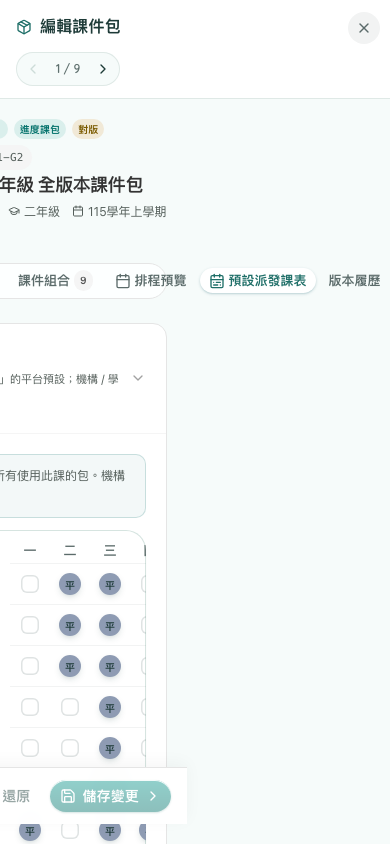 編輯課件包
1 / 9
進度課包 對版
-G2
年級 全版本課件包
二年級 115學年上學期
課件組合 9 排程預覽 預設派發課表 版本履歷
」的平台預設；機構 / 學
所有使用此課的包。機構
一 二 三
平 平
平 平
平 平
平
平
還原 儲存變更
平 平